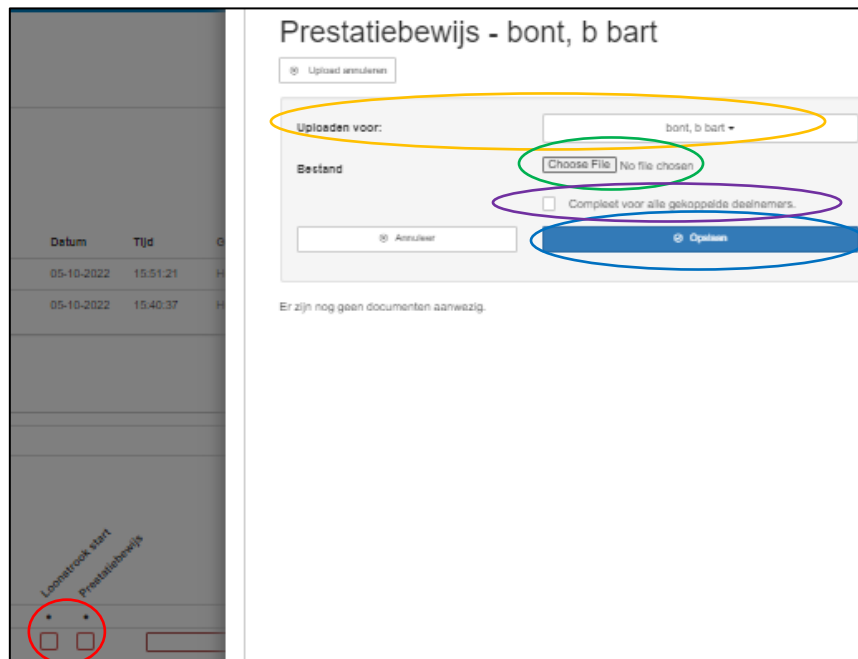 Prestatiebewijs - bont, b bart
Upload annuleren
Uploaden voor:
bont, b bart
Bestand
Choose File No file chosen
Compleet voor alle gekoppelde deelnemers.
Annuleer
Opslaan
Er zijn nog geen documenten aanwezig.
Datum Tijd G
05-10-2022 15:51:21 H
05-10-2022 15:40:37 H
Loonstrook start
Prestatiebewijs
* *